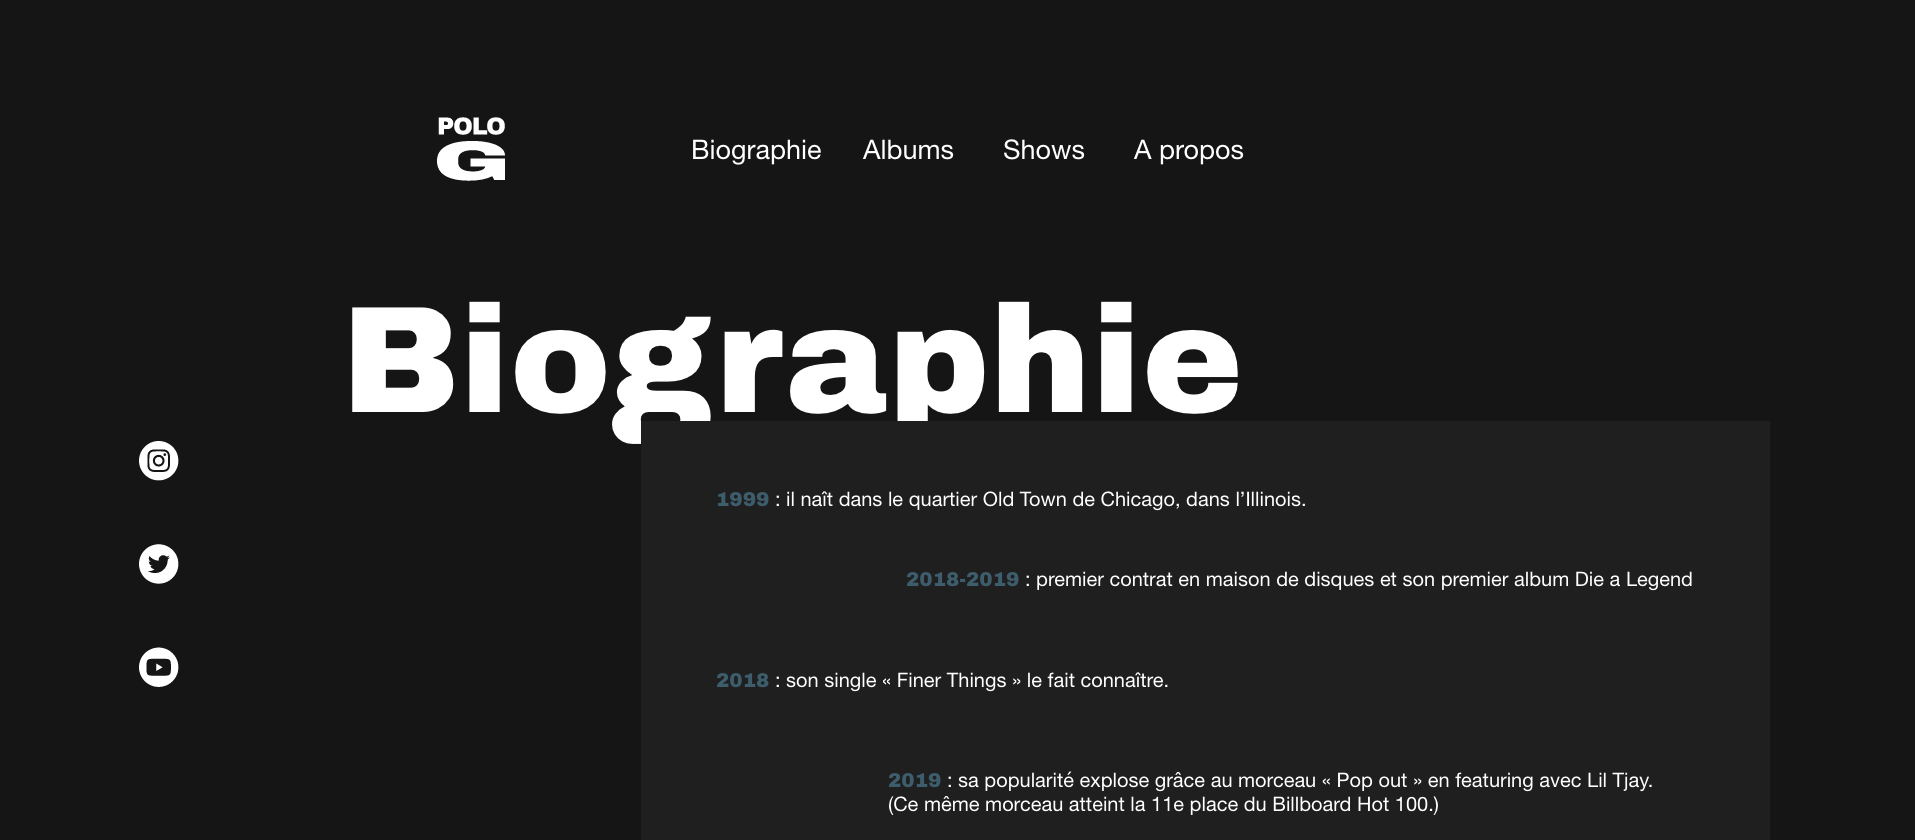 POLO
G
Biographie Albums Shows A propos
Biographie
1999 : il naît dans le quartier Old Town de Chicago, dans l’Illinois.
2018-2019 : premier contrat en maison de disques et son premier album Die a Legend
2018 : son single « Finer Things » le fait connaître.
2019 : sa popularité explose grâce au morceau « Pop out » en featuring avec Lil Tjay.
(Ce même morceau atteint la 11e place du Billboard Hot 100.)